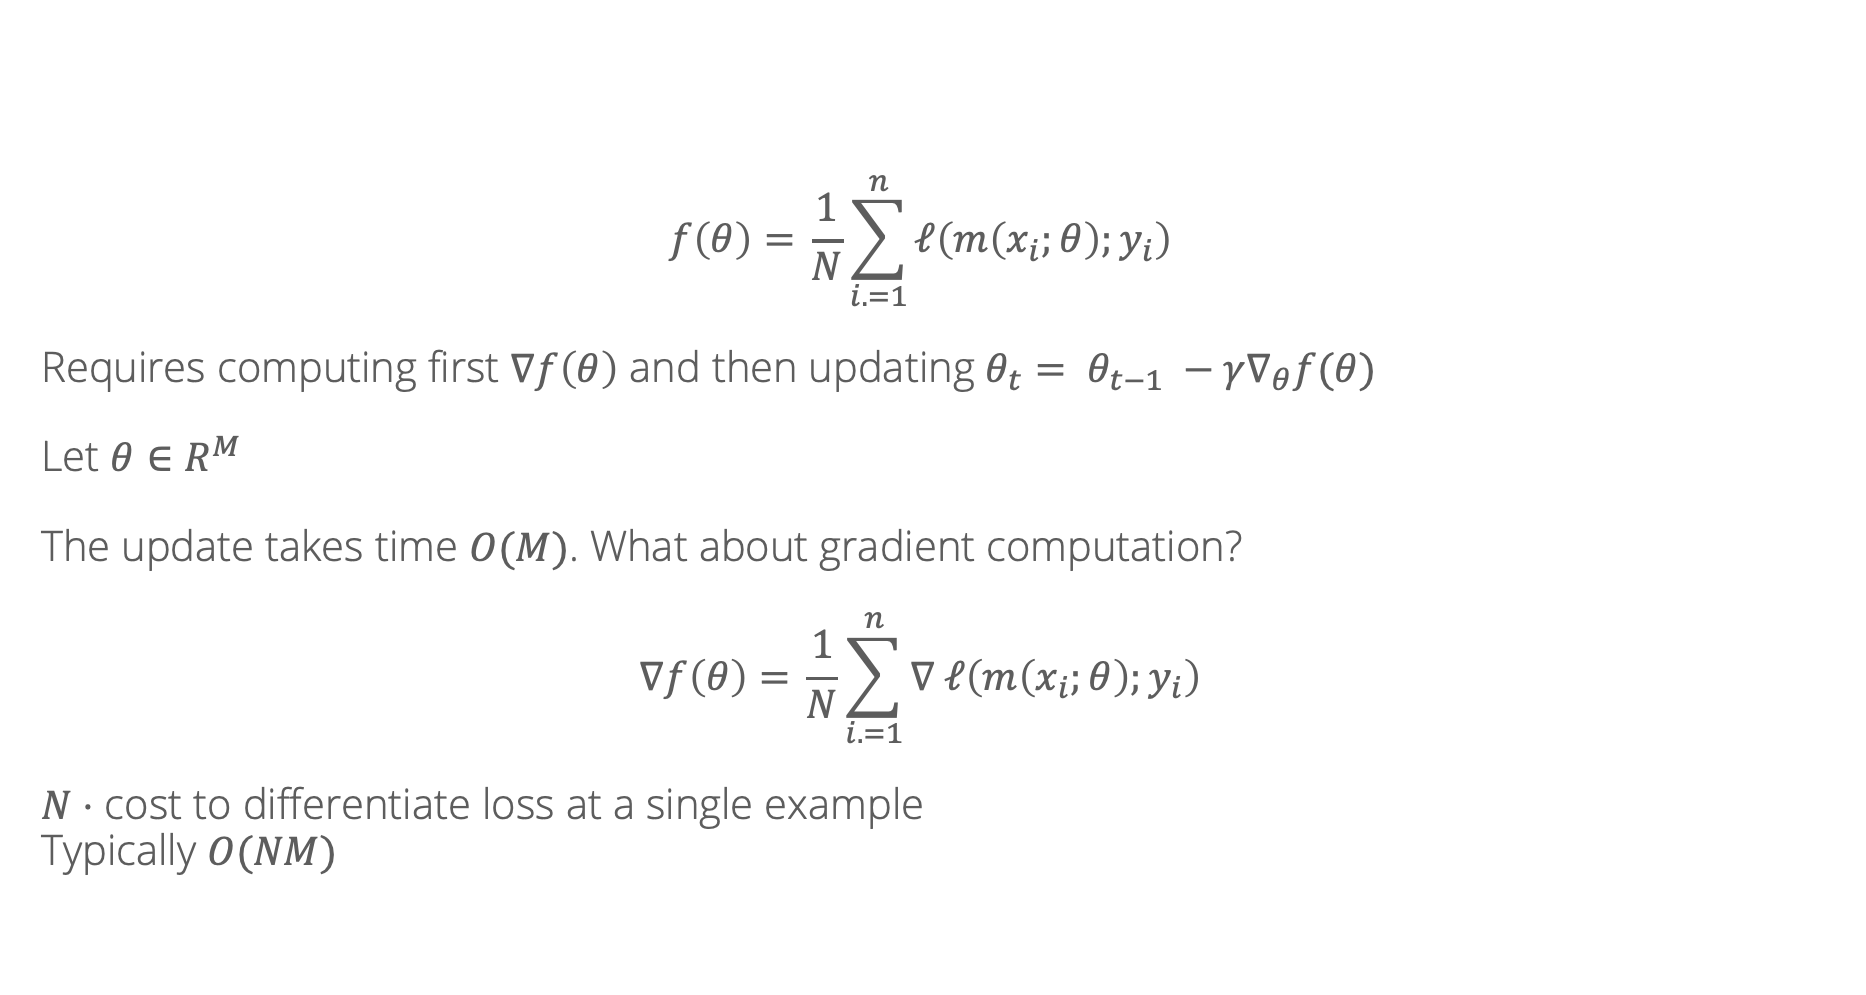 f(θ) = 1/N ∑_{i.=1}^{n} ℓ(m(x_i; θ); y_i)
Requires computing first ∇f(θ) and then updating θ_t = θ_{t−1} − γ∇_θ f(θ)
Let θ ∈ R^M
The update takes time O(M). What about gradient computation?
∇f(θ) = 1/N ∑_{i.=1}^{n} ∇ ℓ(m(x_i; θ); y_i)
N · cost to differentiate loss at a single example
Typically O(NM)